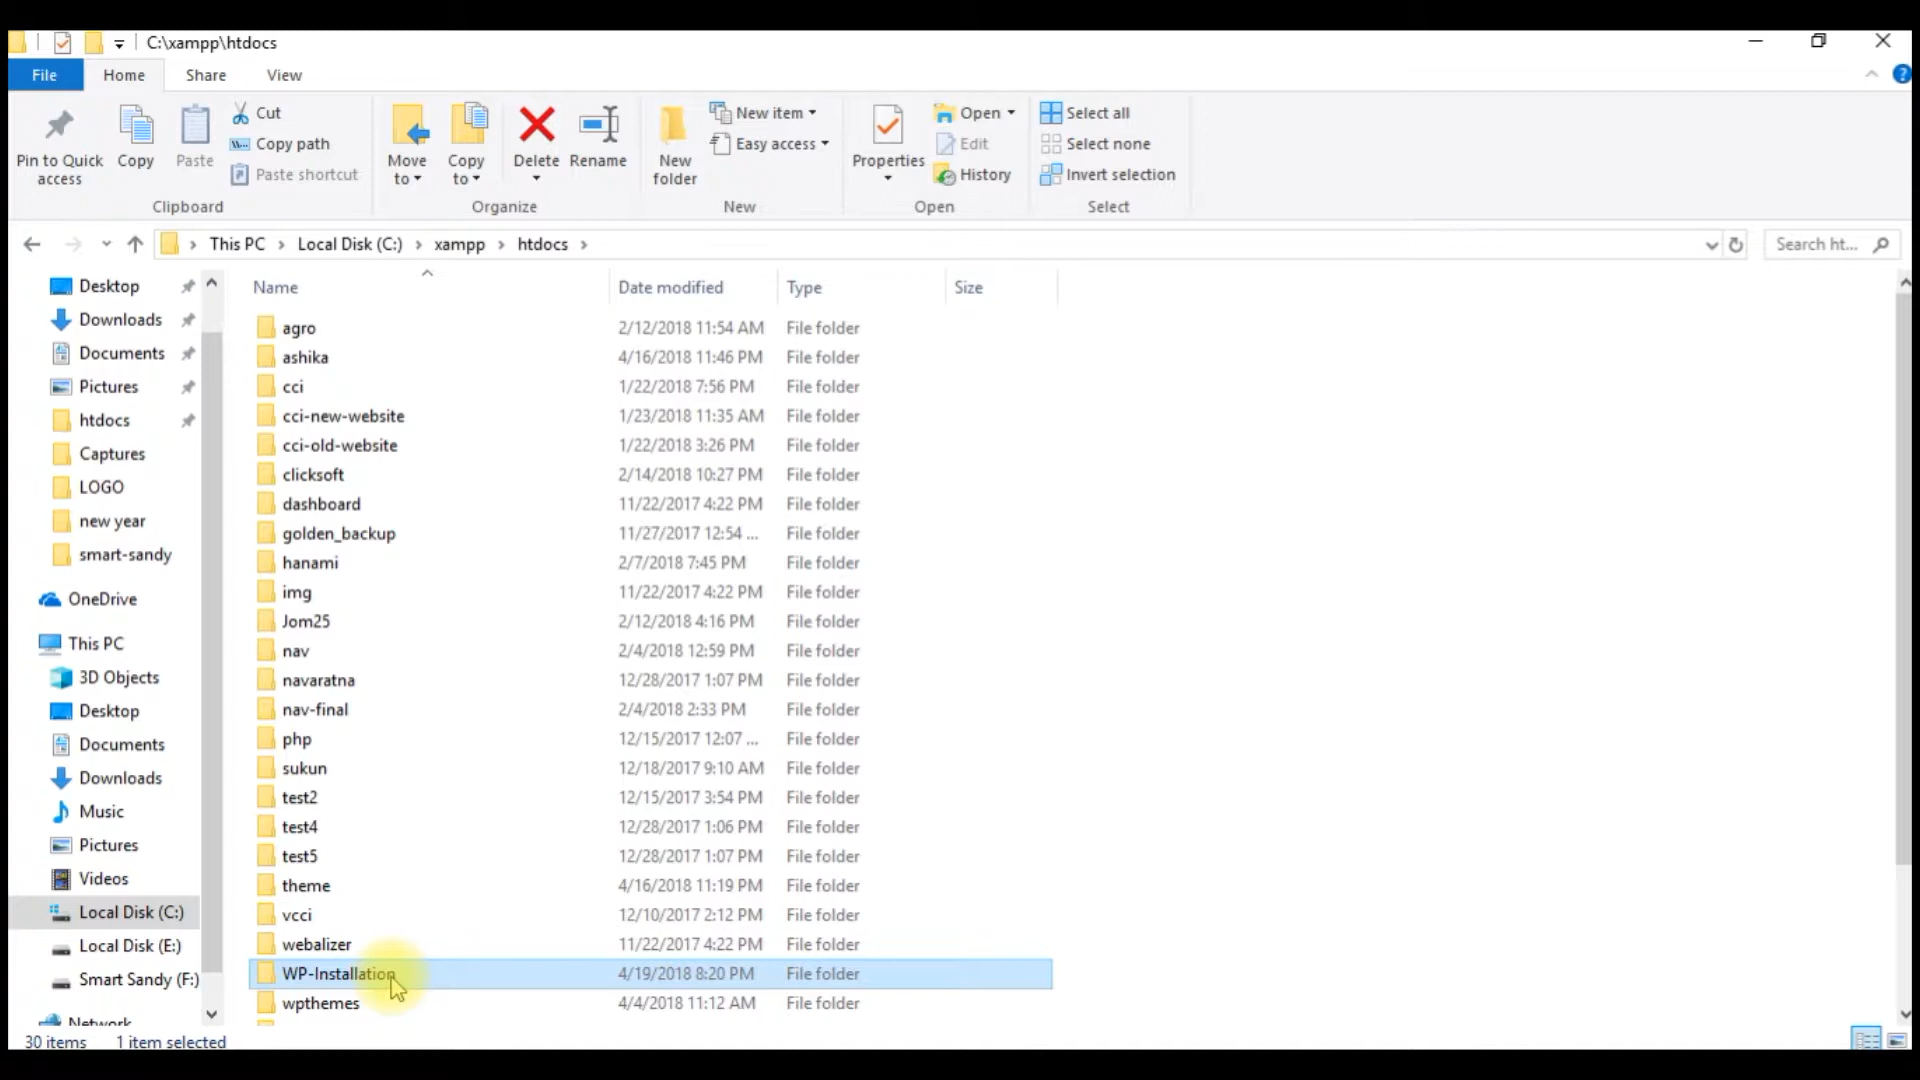 C:\xampp\htdocs
File Home Share View
Pin to Quick access
Copy
Paste
Cut
Copy path
Paste shortcut
Clipboard
Move to
Copy to
Delete
Rename
Organize
New folder
New item
Easy access
New
Properties
Open
Edit
History
Open
Select all
Select none
Invert selection
Select
This PC Local Disk (C:) xampp htdocs
Search ht...
Desktop
Downloads
Documents
Pictures
htdocs
Captures
LOGO
new year
smart-sandy
OneDrive
This PC
3D Objects
Desktop
Documents
Downloads
Music
Pictures
Videos
Local Disk (C:)
Local Disk (E:)
Smart Sandy (F:)
Network
Name Date modified Type Size
agro 2/12/2018 11:54 AM File folder
ashika 4/16/2018 11:46 PM File folder
cci 1/22/2018 7:56 PM File folder
cci-new-website 1/23/2018 11:35 AM File folder
cci-old-website 1/22/2018 3:26 PM File folder
clicksoft 2/14/2018 10:27 PM File folder
dashboard 11/22/2017 4:22 PM File folder
golden_backup 11/27/2017 12:54 ... File folder
hanami 2/7/2018 7:45 PM File folder
img 11/22/2017 4:22 PM File folder
Jom25 2/12/2018 4:16 PM File folder
nav 2/4/2018 12:59 PM File folder
navaratna 12/28/2017 1:07 PM File folder
nav-final 2/4/2018 2:33 PM File folder
php 12/15/2017 12:07 ... File folder
sukun 12/18/2017 9:10 AM File folder
test2 12/15/2017 3:54 PM File folder
test4 12/28/2017 1:06 PM File folder
test5 12/28/2017 1:07 PM File folder
theme 4/16/2018 11:19 PM File folder
vcci 12/10/2017 2:12 PM File folder
webalizer 11/22/2017 4:22 PM File folder
WP-Installation 4/19/2018 8:20 PM File folder
wpthemes 4/4/2018 11:12 AM File folder
30 items 1 item selected